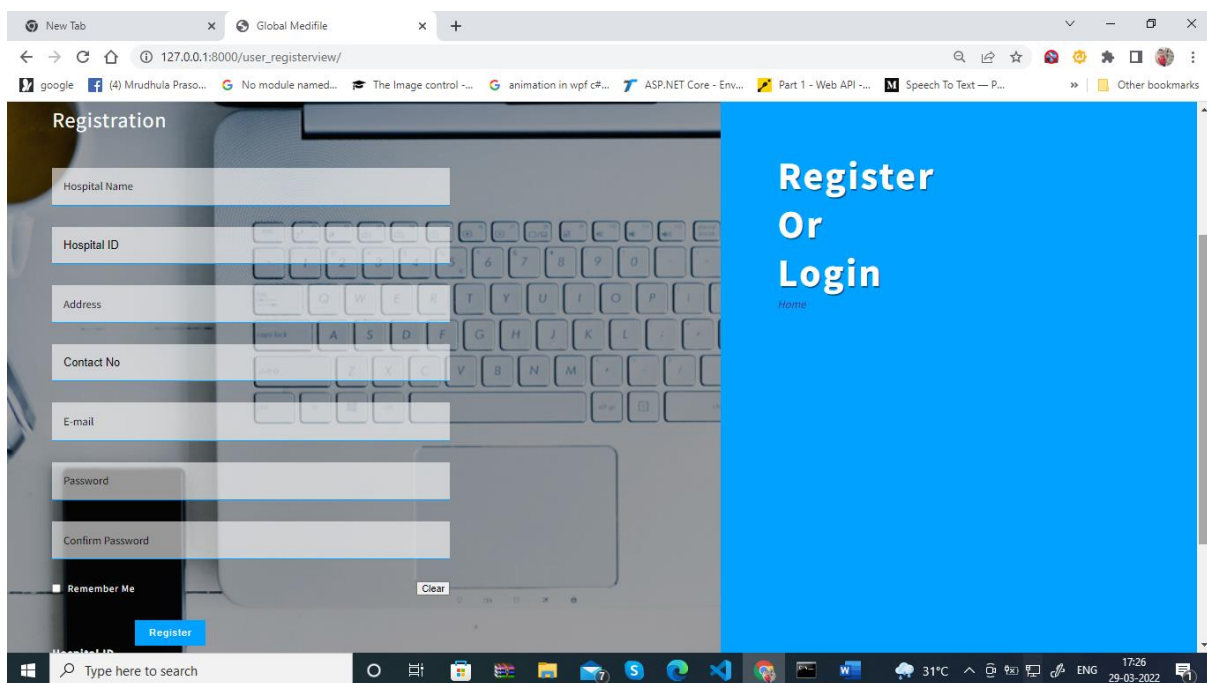 New Tab
Global Medifile
127.0.0.1:8000/user_registerview/
google
(4) Mrudhula Praso...
No module named...
The Image control -...
animation in wpf c#...
ASP.NET Core - Env...
Part 1 - Web API -...
Speech To Text — P...
Other bookmarks
Registration
Hospital Name
Hospital ID
Address
Contact No
E-mail
Password
Confirm Password
Remember Me
Clear
Register
Hospital ID
Register
Or
Login
Home
Type here to search
31°C
ENG
17:26
29-03-2022